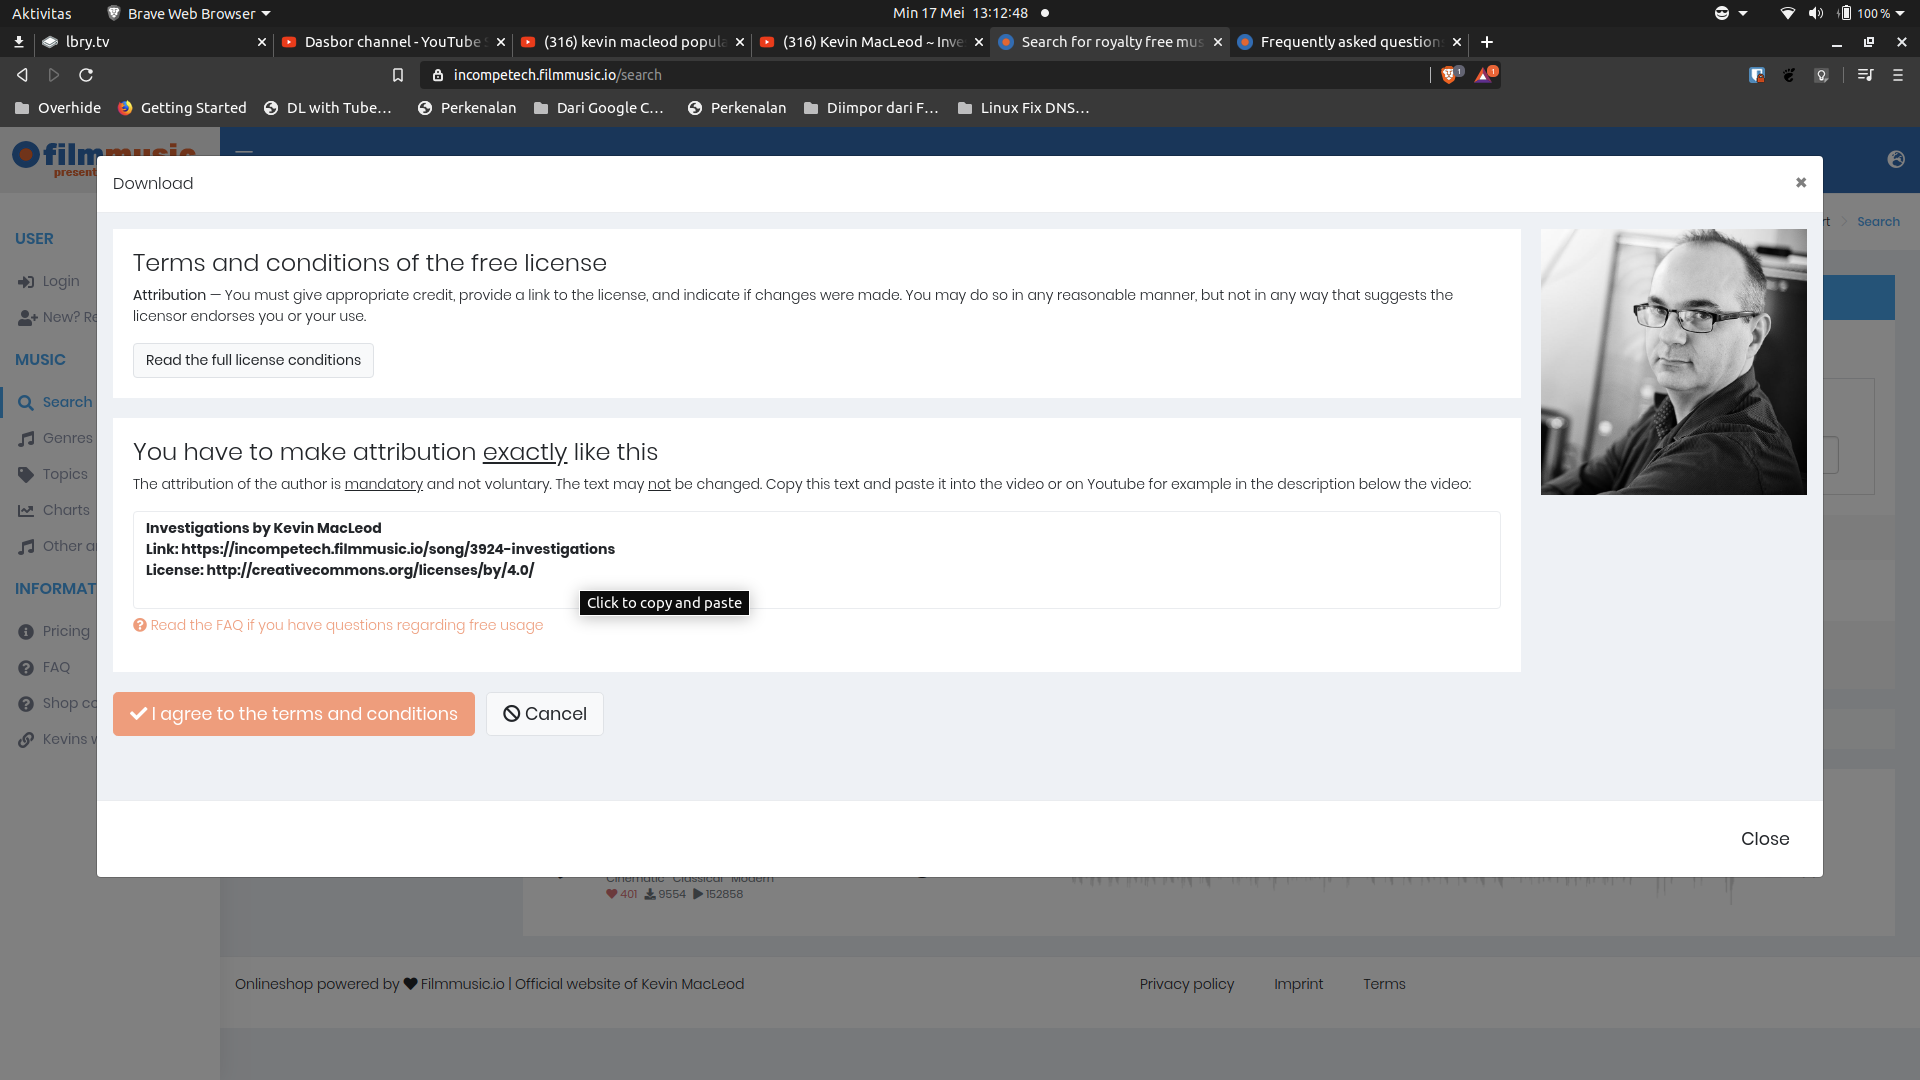 Aktivitas
Brave Web Browser
Min 17 Mei 13:12:48
100 %
lbry.tv
Dasbor channel - YouTube
(316) kevin macleod popula
(316) Kevin MacLeod ~ Inve
Search for royalty free mus
Frequently asked question
incompetech.filmmusic.io/search
1
1
Overhide
Getting Started
DL with Tube…
Perkenalan
Dari Google C…
Perkenalan
Diimpor dari F…
Linux Fix DNS…
filmmusic
present
Search
USER
Login
New? Re
MUSIC
Search
Genres
Topics
Charts
Other a
INFORMAT
Pricing
FAQ
Shop co
Kevins w
Download
Terms and conditions of the free license
Attribution — You must give appropriate credit, provide a link to the license, and indicate if changes were made. You may do so in any reasonable manner, but not in any way that suggests the
licensor endorses you or your use.
Read the full license conditions
You have to make attribution exactly like this
The attribution of the author is mandatory and not voluntary. The text may not be changed. Copy this text and paste it into the video or on Youtube for example in the description below the video:
Investigations by Kevin MacLeod
Link: https://incompetech.filmmusic.io/song/3924-investigations
License: http://creativecommons.org/licenses/by/4.0/
Click to copy and paste
Read the FAQ if you have questions regarding free usage
I agree to the terms and conditions
Cancel
Close
Cinematic Classical Modern
401 9554 152858
Onlineshop powered by Filmmusic.io | Official website of Kevin MacLeod
Privacy policy
Imprint
Terms